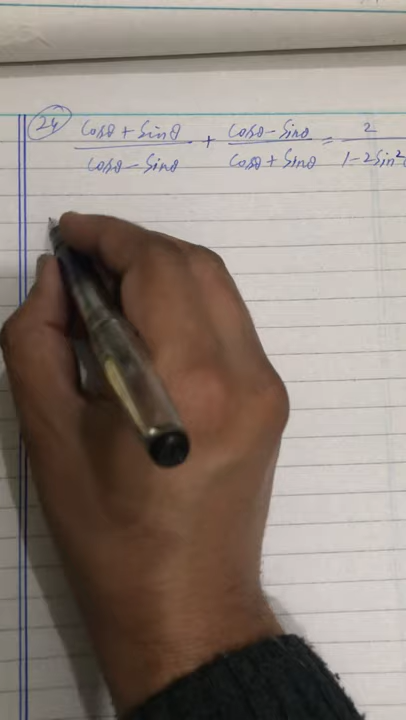 24) (cosθ + sinθ)/(cosθ - sinθ) + (cosθ - sinθ)/(cosθ + sinθ) = 2/(1 - 2sin²